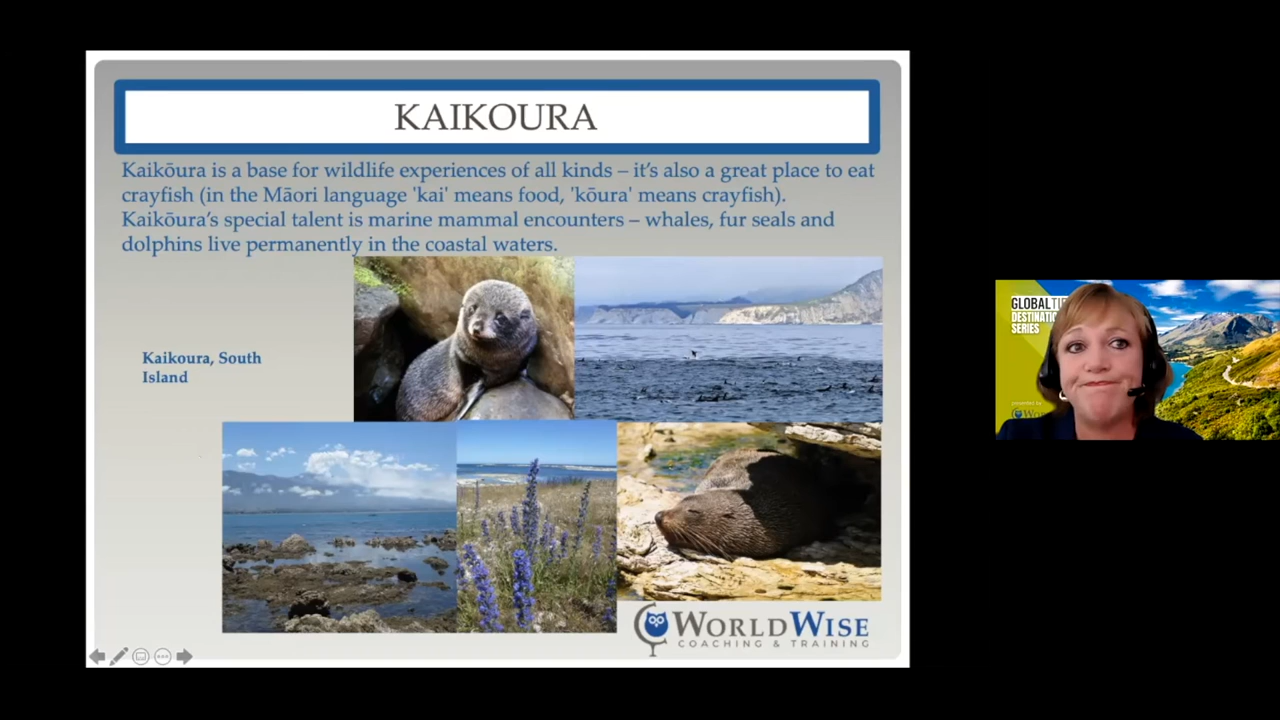 KAIKOURA
Kaikōura is a base for wildlife experiences of all kinds – it's also a great place to eat
crayfish (in the Māori language 'kai' means food, 'kōura' means crayfish).
Kaikōura's special talent is marine mammal encounters – whales, fur seals and
dolphins live permanently in the coastal waters.
Kaikoura, South
Island
WORLDWISE
COACHING & TRAINING
GLOBAL
SERIES
presented by